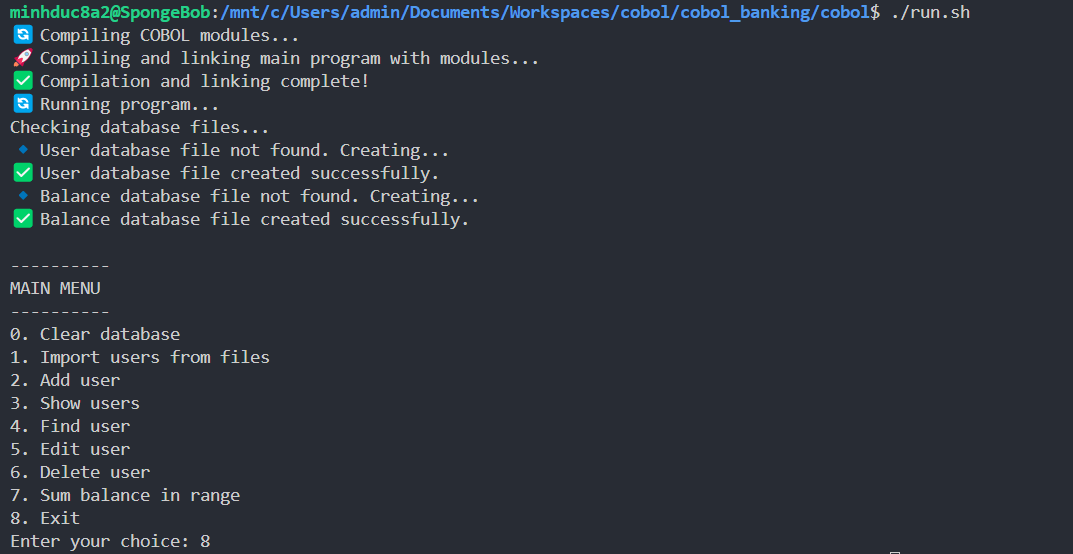 minhduc8a2@SpongeBob:/mnt/c/Users/admin/Documents/Workspaces/cobol/cobol_banking/cobol$ ./run.sh
🔄 Compiling COBOL modules...
🚀 Compiling and linking main program with modules...
✅ Compilation and linking complete!
🔄 Running program...
Checking database files...
🔹 User database file not found. Creating...
✅ User database file created successfully.
🔹 Balance database file not found. Creating...
✅ Balance database file created successfully.

----------
MAIN MENU
----------
0. Clear database
1. Import users from files
2. Add user
3. Show users
4. Find user
5. Edit user
6. Delete user
7. Sum balance in range
8. Exit
Enter your choice: 8